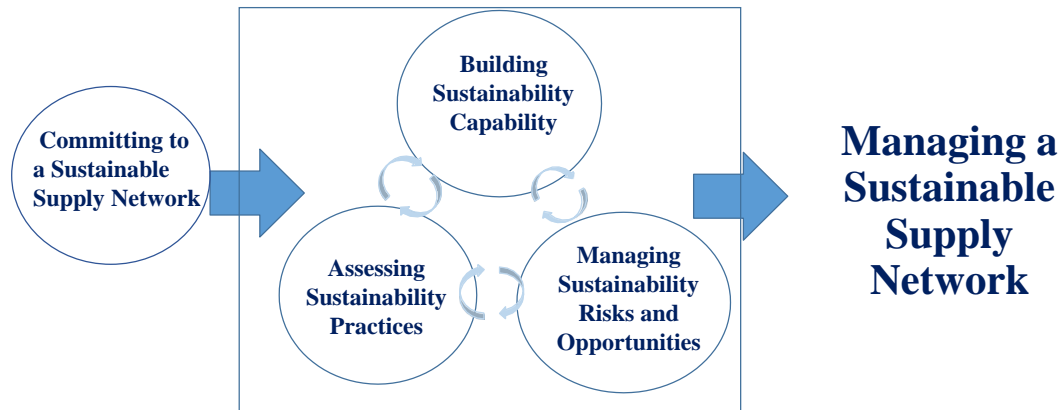 Committing to
a Sustainable
Supply Network
Building
Sustainability
Capability
Assessing
Sustainability
Practices
Managing
Sustainability
Risks and
Opportunities
Managing a
Sustainable
Supply
Network